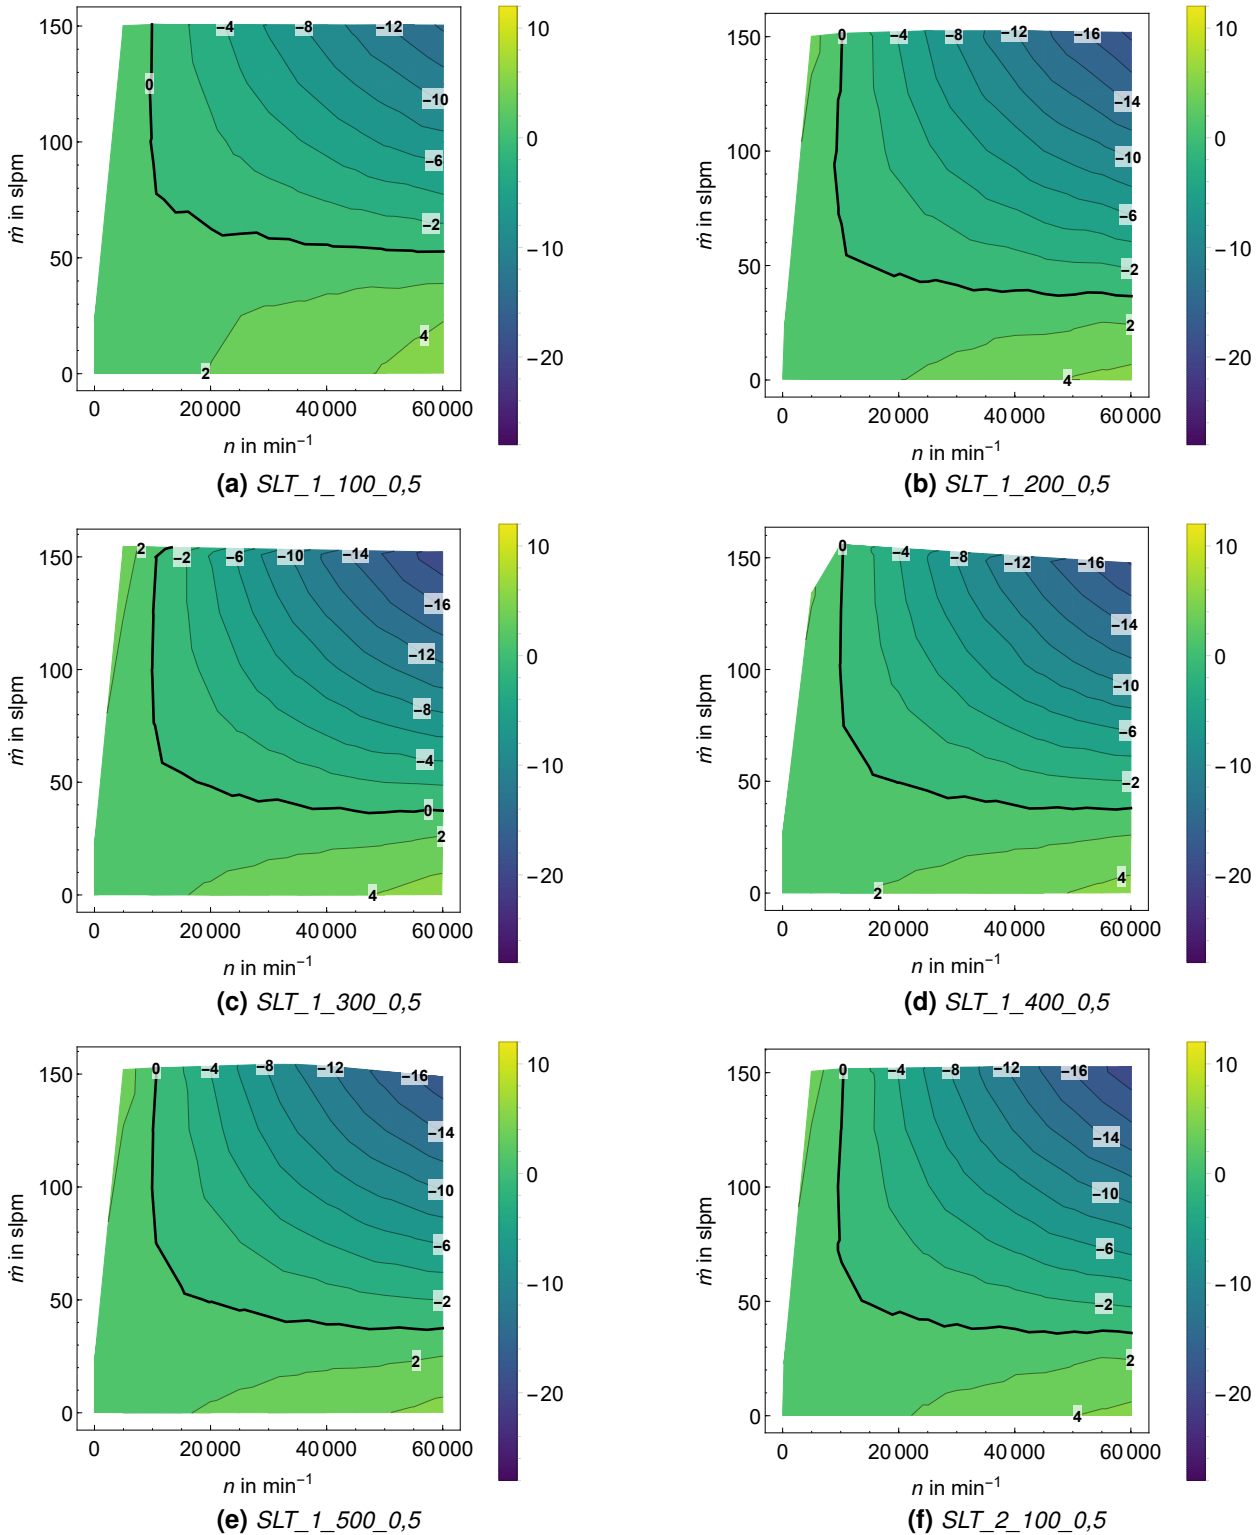 150
100
50
0
ṁ in slpm
0 −4 −8 −12
−10
−6
−2
4
2
0 20 000 40 000 60 000
n in min⁻¹
10
0
−10
−20
(a) SLT_1_100_0,5
150
100
50
0
ṁ in slpm
0 −4 −8 −12 −16
−14
−10
−6
−2
2
4
0 20 000 40 000 60 000
n in min⁻¹
10
0
−10
−20
(b) SLT_1_200_0,5
150
100
50
0
ṁ in slpm
2 −2 −6 −10 −14
−16
−12
−8
−4
0
2
4
0 20 000 40 000 60 000
n in min⁻¹
10
0
−10
−20
(c) SLT_1_300_0,5
150
100
50
0
ṁ in slpm
0 −4 −8 −12 −16
−14
−10
−6
−2
4
2
0 20 000 40 000 60 000
n in min⁻¹
10
0
−10
−20
(d) SLT_1_400_0,5
150
100
50
0
ṁ in slpm
0 −4 −8 −12 −16
−14
−10
−6
−2
2
0 20 000 40 000 60 000
n in min⁻¹
10
0
−10
−20
(e) SLT_1_500_0,5
150
100
50
0
ṁ in slpm
0 −4 −8 −12 −16
−14
−10
−6
−2
2
4
0 20 000 40 000 60 000
n in min⁻¹
10
0
−10
−20
(f) SLT_2_100_0,5